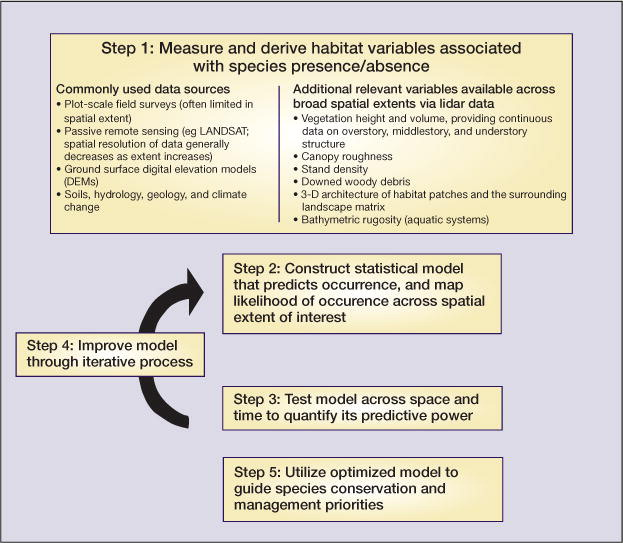 Step 1: Measure and derive habitat variables associated
with species presence/absence
Commonly used data sources
• Plot-scale field surveys (often limited in
spatial extent)
• Passive remote sensing (eg LANDSAT;
spatial resolution of data generally
decreases as extent increases)
• Ground surface digital elevation models
(DEMs)
• Soils, hydrology, geology, and climate
change
Additional relevant variables available across
broad spatial extents via lidar data
• Vegetation height and volume, providing continuous
data on overstory, middlestory, and understory
structure
• Canopy roughness
• Stand density
• Downed woody debris
• 3-D architecture of habitat patches and the surrounding
landscape matrix
• Bathymetric rugosity (aquatic systems)
Step 2: Construct statistical model
that predicts occurrence, and map
likelihood of occurence across spatial
extent of interest
Step 4: Improve model
through iterative process
Step 3: Test model across space and
time to quantify its predictive power
Step 5: Utilize optimized model to
guide species conservation and
management priorities